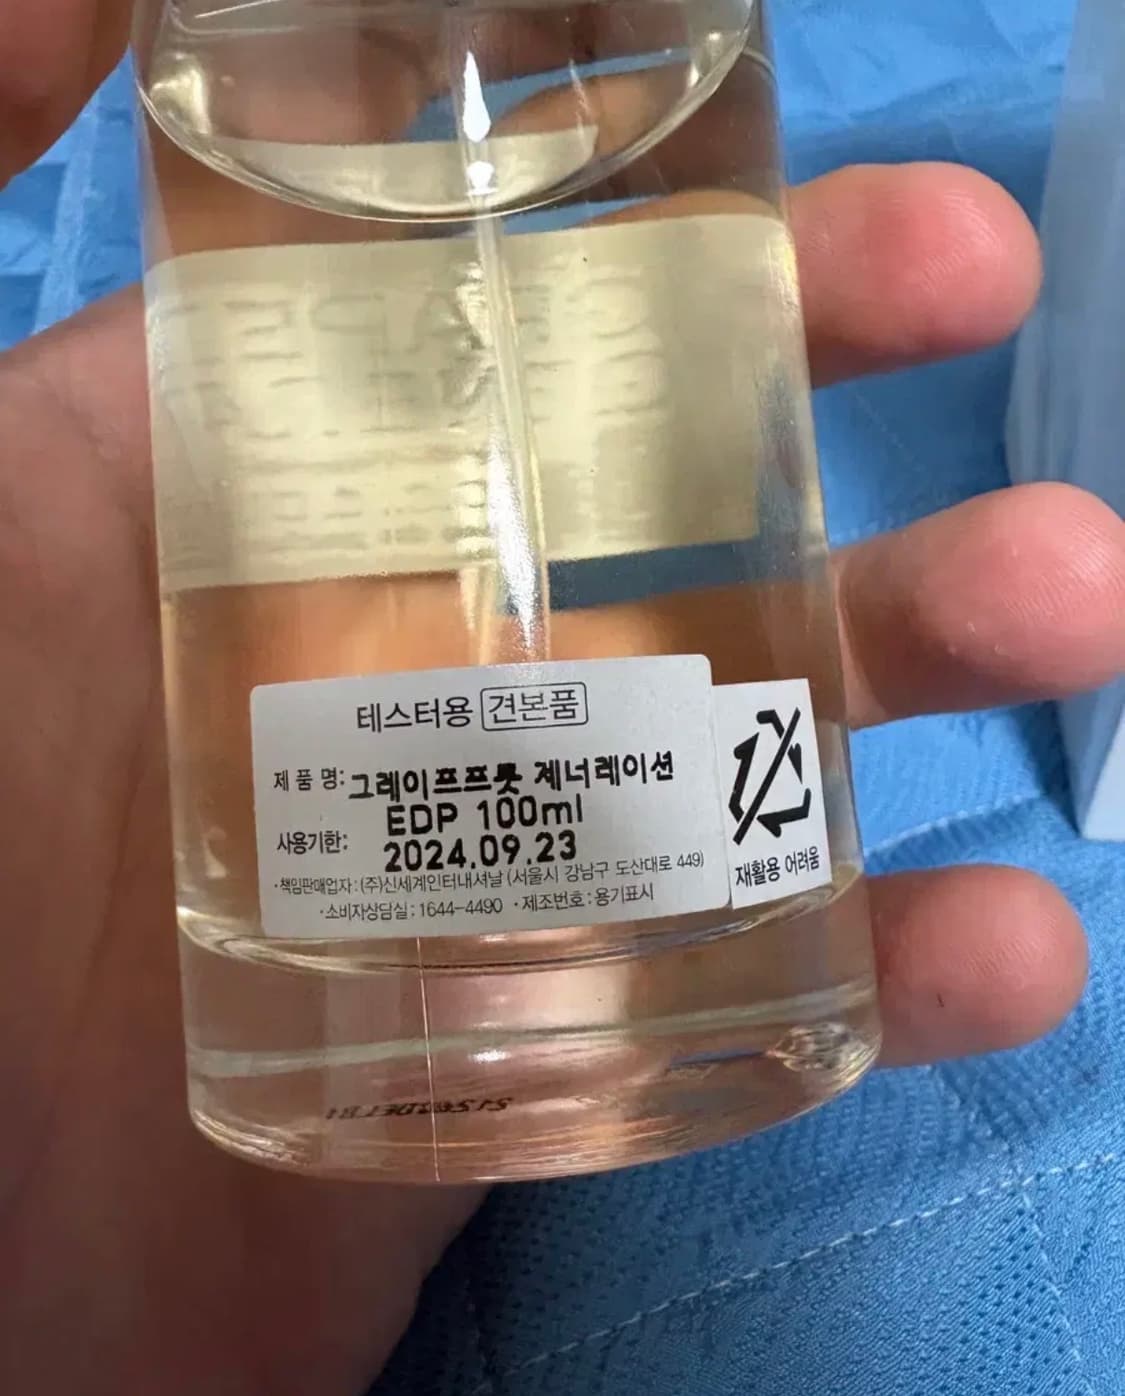 테스터용 견본품
제 품 명: 그레이프프룻 제너레이션
EDP 100ml
사용기한: 2024.09.23
·책임판매업자 : (주)신세계인터내셔날 (서울시 강남구 도산대로 449)
·소비자상담실 : 1644-4490 ·제조번호 : 용기표시
재활용 어려움